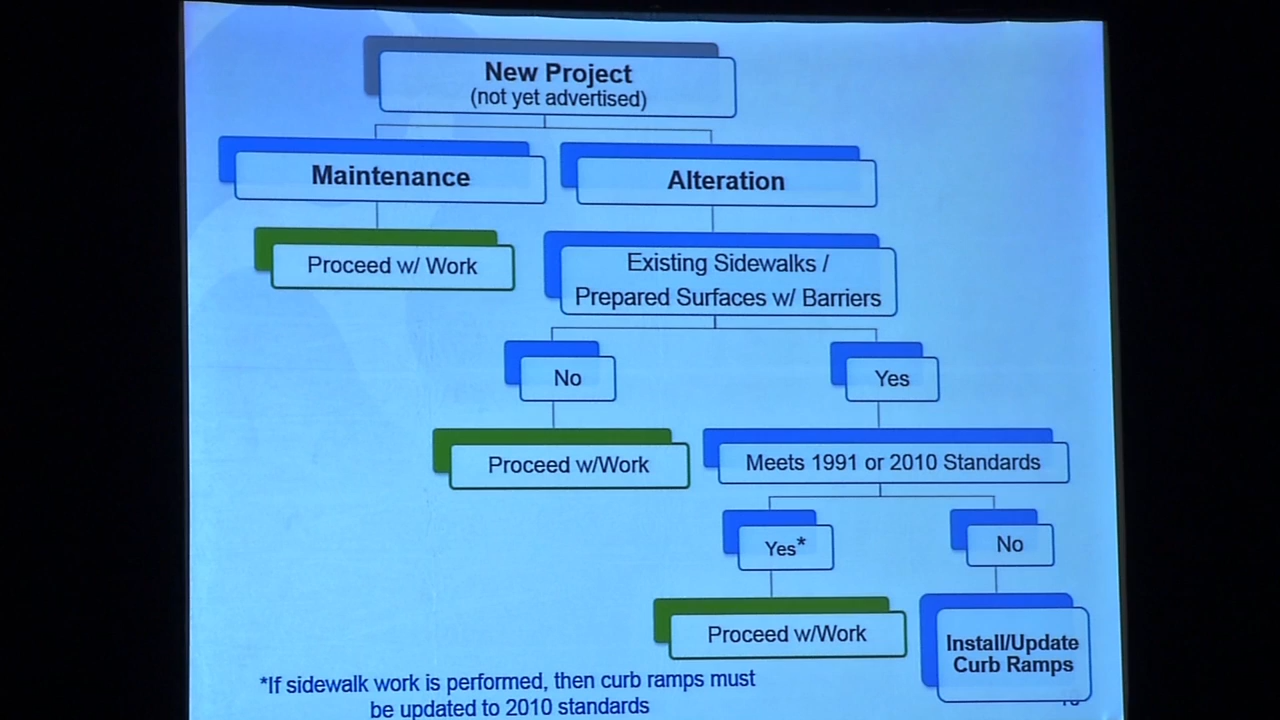 New Project
(not yet advertised)
Maintenance
Alteration
Proceed w/ Work
Existing Sidewalks /
Prepared Surfaces w/ Barriers
No
Yes
Proceed w/Work
Meets 1991 or 2010 Standards
Yes*
No
Proceed w/Work
Install/Update
Curb Ramps
*If sidewalk work is performed, then curb ramps must
be updated to 2010 standards